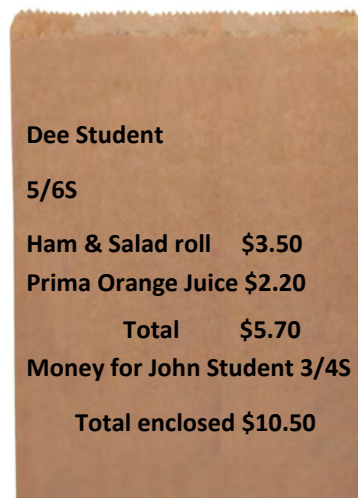 Dee Student
5/6S
Ham & Salad roll $3.50
Prima Orange Juice $2.20
Total $5.70
Money for John Student 3/4S
Total enclosed $10.50